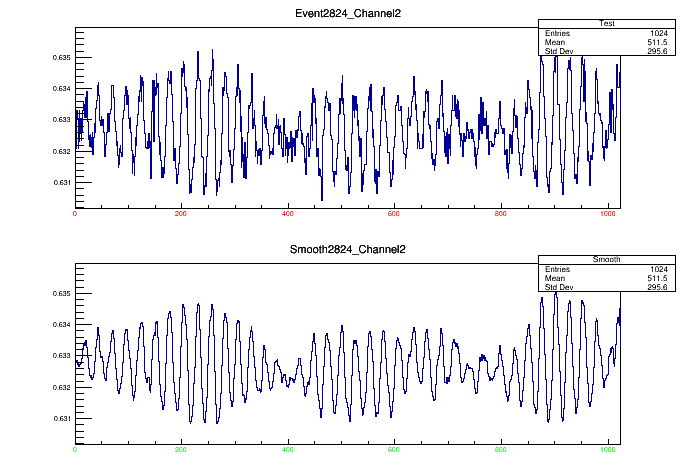 Event2824_Channel2
Test
Entries 1024
Mean 511.5
Std Dev 295.6
0.635
0.634
0.633
0.632
0.631
0 200 400 600 800 1000
Smooth2824_Channel2
Smooth
Entries 1024
Mean 511.5
Std Dev 295.6
0.635
0.634
0.633
0.632
0.631
0 200 400 600 800 1000